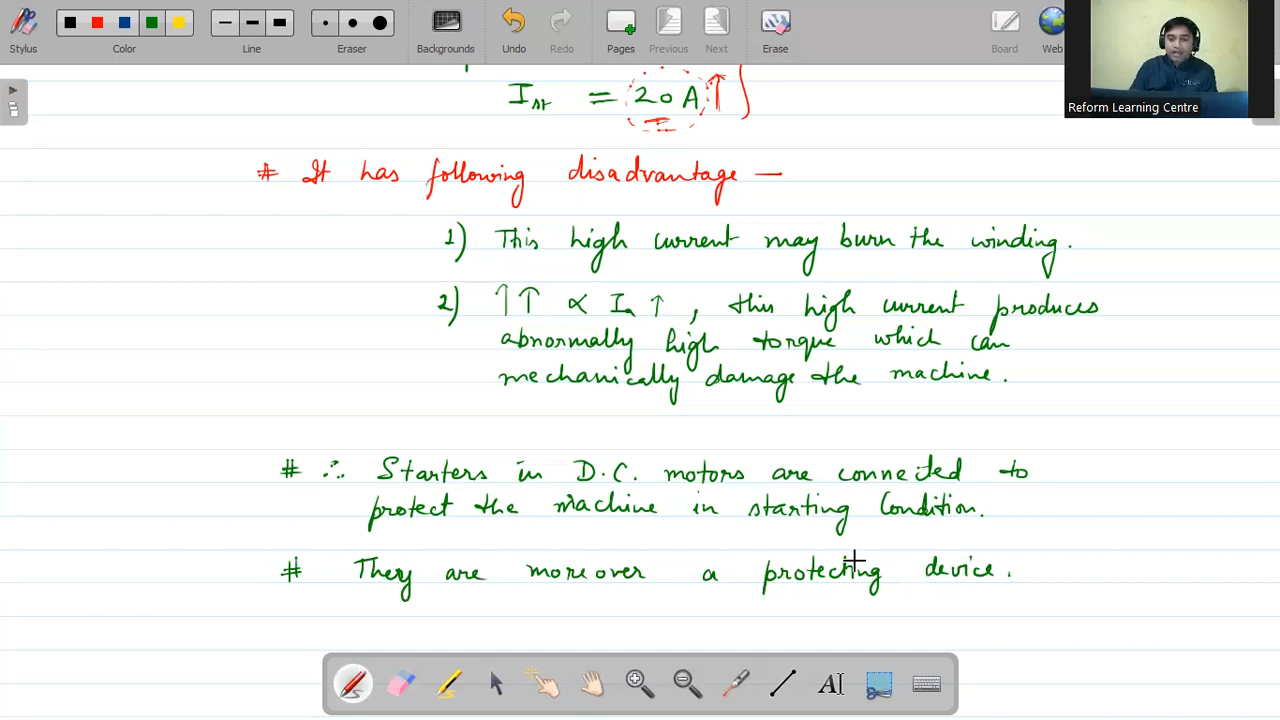 Stylus
Color
Line
Eraser
Backgrounds
Undo
Redo
Pages
Previous
Next
Erase
Board
Web
Reform Learning Centre
Ist = 20A↑
# It has following disadvantage —
1) This high current may burn the winding.
2) ↑↑ ∝ Ia ↑, this high current produces
abnormally high torque which can
mechanically damage the machine.
# ∴ Starters in D.C. motors are connected to
protect the machine in starting Condition.
# They are moreover a protecting device.